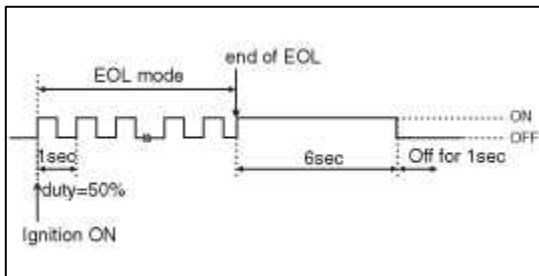 end of EOL
EOL mode
ON
OFF
1sec
6sec
Off for 1sec
duty=50%
Ignition ON